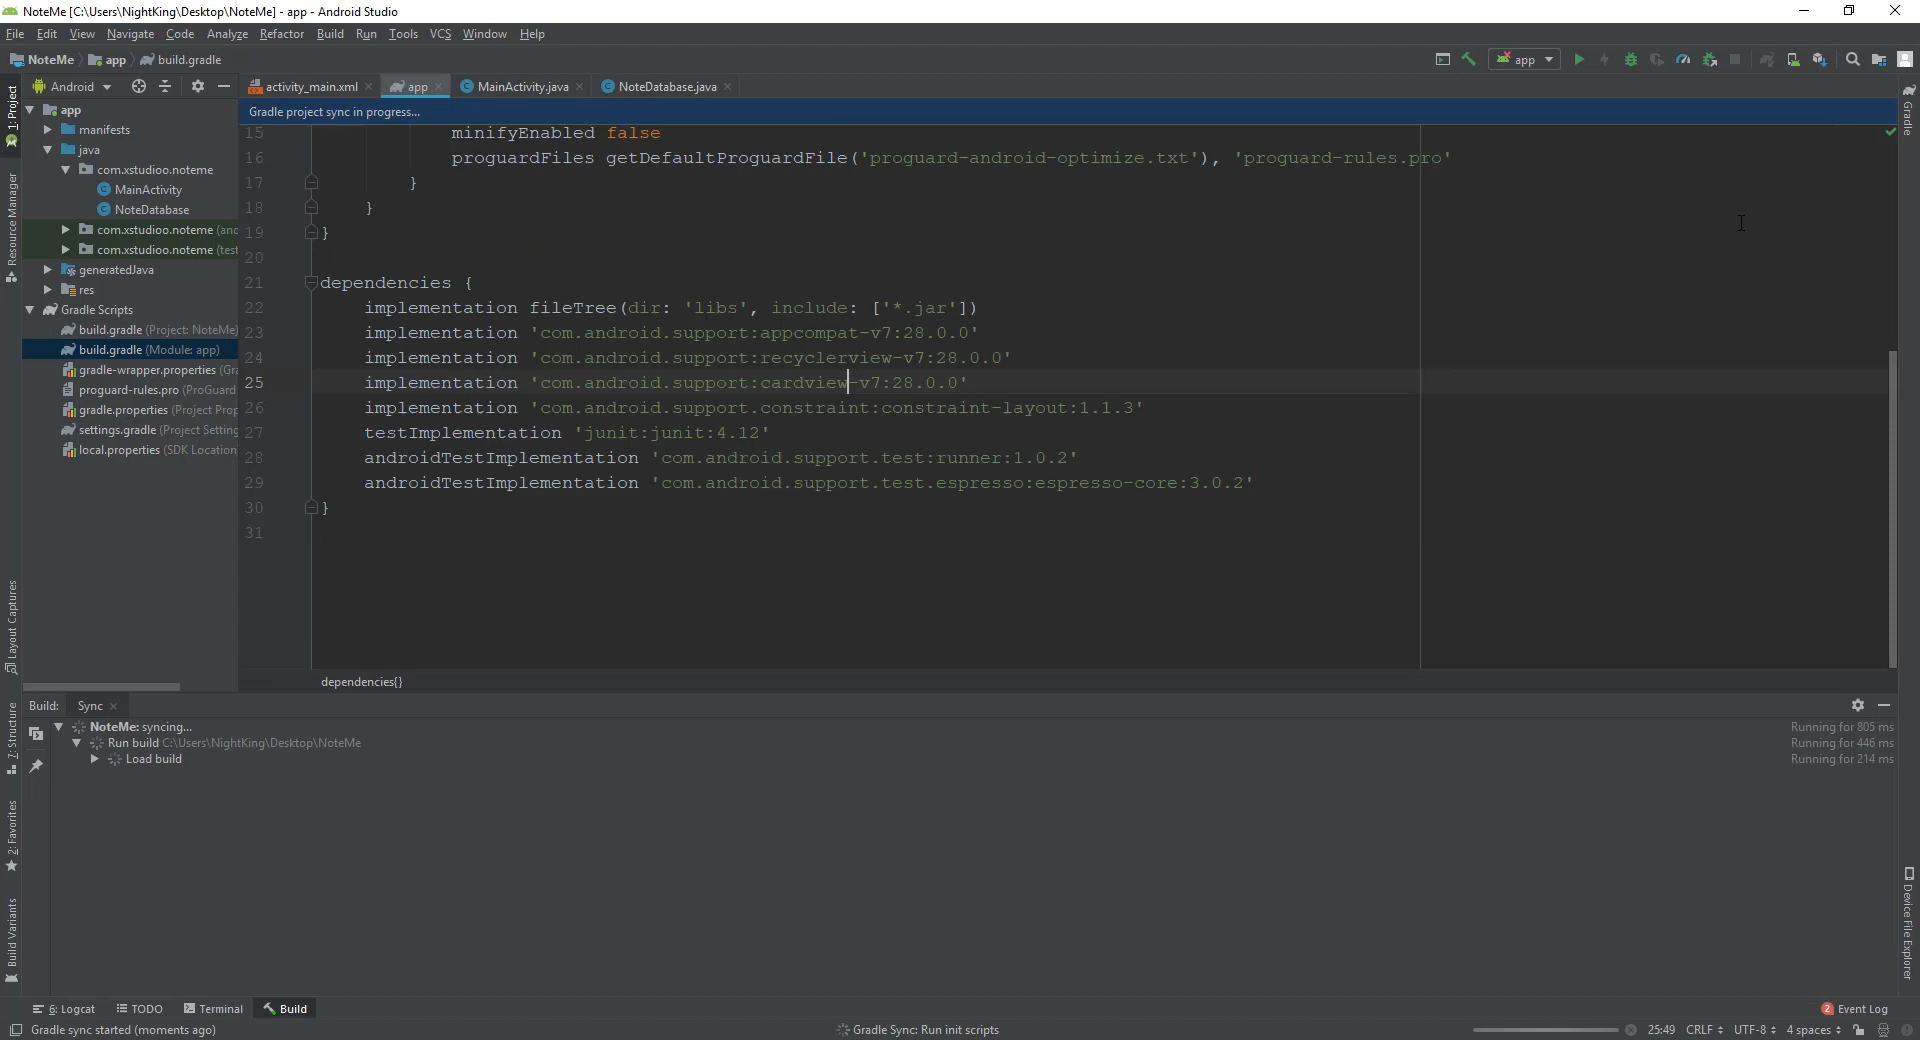 NoteMe [C:\Users\NightKing\Desktop\NoteMe] - app - Android Studio
File Edit View Navigate Code Analyze Refactor Build Run Tools VCS Window Help
NoteMe app build.gradle
app
Android
activity_main.xml
app
MainActivity.java
NoteDatabase.java
Gradle project sync in progress...
1: Project
Resource Manager
Layout Captures
7: Structure
2: Favorites
Build Variants
Gradle
Device File Explorer
app
manifests
java
com.xstudioo.noteme
MainActivity
NoteDatabase
com.xstudioo.noteme (and
com.xstudioo.noteme (test
generatedJava
res
Gradle Scripts
build.gradle (Project: NoteMe)
build.gradle (Module: app)
gradle-wrapper.properties (Gra
proguard-rules.pro (ProGuard
gradle.properties (Project Prop
settings.gradle (Project Setting
local.properties (SDK Location
15 minifyEnabled false
16 proguardFiles getDefaultProguardFile('proguard-android-optimize.txt'), 'proguard-rules.pro'
17 }
18 }
19 }
20
21 dependencies {
22 implementation fileTree(dir: 'libs', include: ['*.jar'])
23 implementation 'com.android.support:appcompat-v7:28.0.0'
24 implementation 'com.android.support:recyclerview-v7:28.0.0'
25 implementation 'com.android.support:cardview-v7:28.0.0'
26 implementation 'com.android.support.constraint:constraint-layout:1.1.3'
27 testImplementation 'junit:junit:4.12'
28 androidTestImplementation 'com.android.support.test:runner:1.0.2'
29 androidTestImplementation 'com.android.support.test.espresso:espresso-core:3.0.2'
30 }
31
dependencies{}
Build: Sync
NoteMe: syncing... Running for 805 ms
Run build C:\Users\NightKing\Desktop\NoteMe Running for 446 ms
Load build Running for 214 ms
6: Logcat TODO Terminal Build 2 Event Log
Gradle sync started (moments ago) Gradle Sync: Run init scripts 25:49 CRLF UTF-8 4 spaces